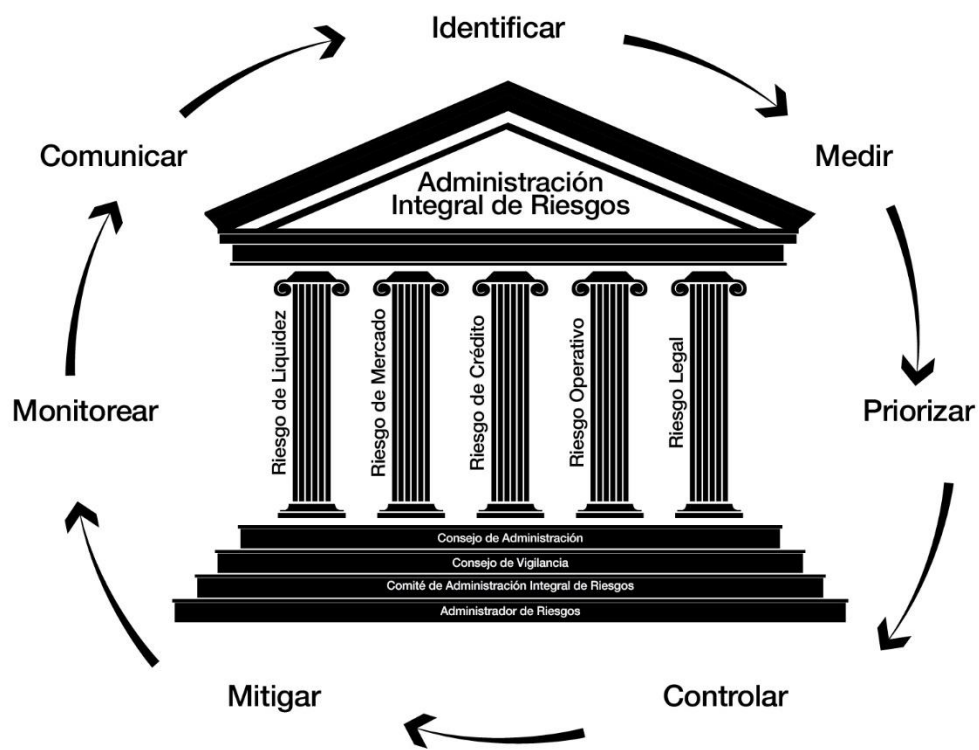 Identificar
Medir
Priorizar
Controlar
Mitigar
Monitorear
Comunicar
Administración
Integral de Riesgos
Riesgo de Liquidez
Riesgo de Mercado
Riesgo de Crédito
Riesgo Operativo
Riesgo Legal
Consejo de Administración
Consejo de Vigilancia
Comité de Administración Integral de Riesgos
Administrador de Riesgos